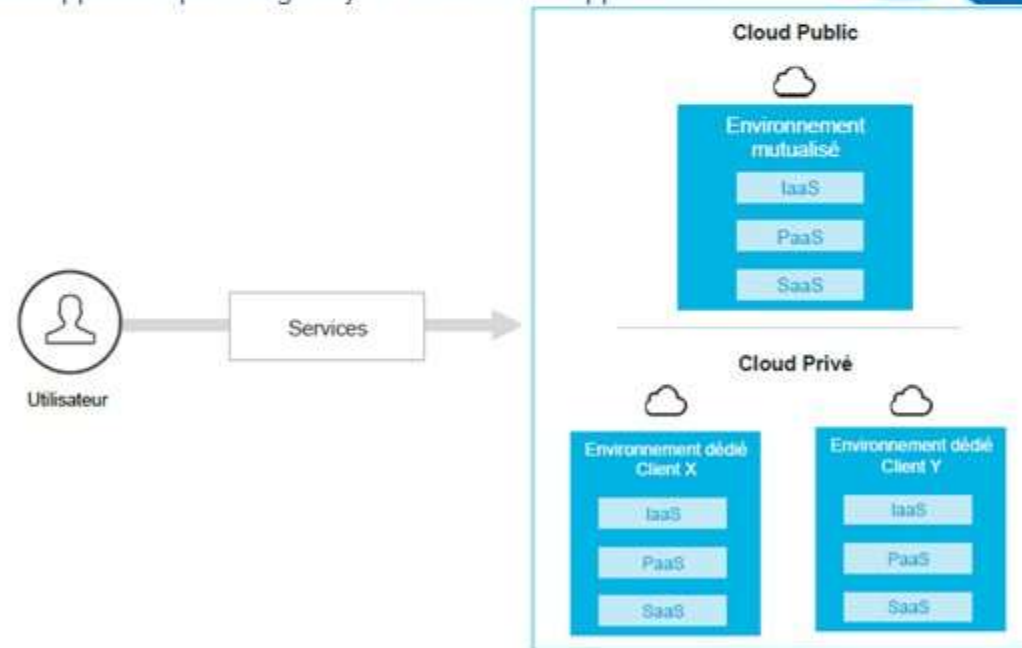 Cloud Public
Environnement
mutualisé
IaaS
PaaS
SaaS
Services
Utilisateur
Cloud Privé
Environnement dédié
Client X
IaaS
PaaS
SaaS
Environnement dédié
Client Y
IaaS
PaaS
SaaS